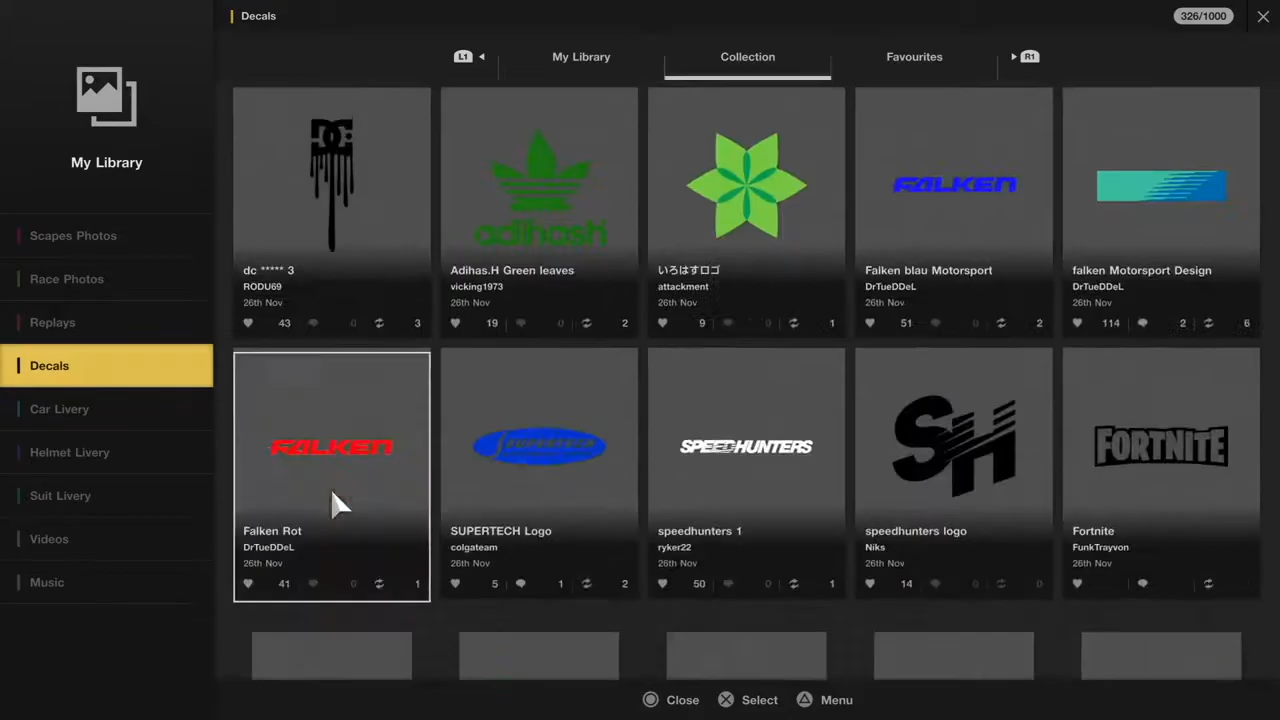 Decals
326/1000
L1
My Library
Collection
Favourites
R1
My Library
Scapes Photos
Race Photos
Replays
Decals
Car Livery
Helmet Livery
Suit Livery
Videos
Music
DC
dc ***** 3
RODU69
26th Nov
43 0 3
adihash
Adihas.H Green leaves
vicking1973
26th Nov
19 0 2
いろはすロゴ
attackment
26th Nov
9 0 1
FALKEN
Falken blau Motorsport
DrTueDDeL
26th Nov
51 0 2
falken Motorsport Design
DrTueDDeL
26th Nov
114 2 6
FALKEN
Falken Rot
DrTueDDeL
26th Nov
41 0 1
SUPERTECH
SUPERTECH Logo
colgateam
26th Nov
5 1 2
SPEEDHUNTERS
speedhunters 1
ryker22
26th Nov
50 0 1
SH
speedhunters logo
Niks
26th Nov
14 0 0
FORTNITE
Fortnite
FunkTrayvon
26th Nov
Close
Select
Menu